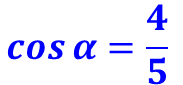 cos α = 4/5